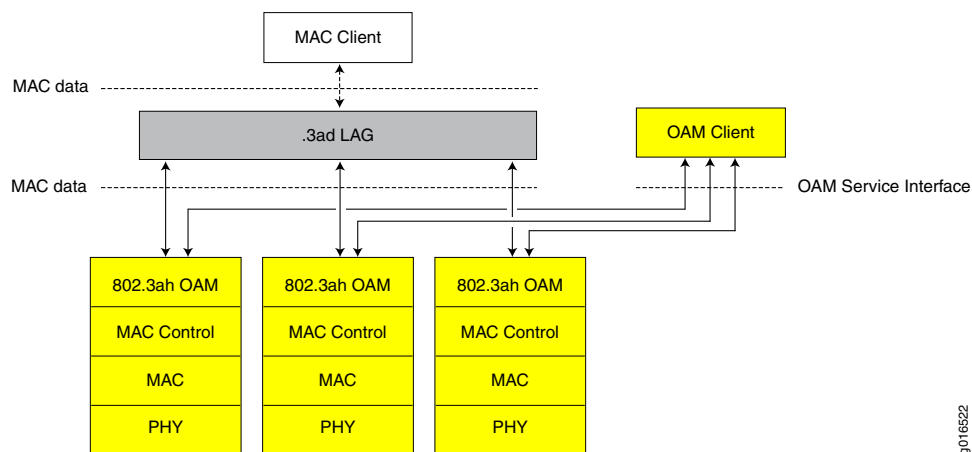 MAC Client
MAC data
.3ad LAG
OAM Client
MAC data
OAM Service Interface
802.3ah OAM
802.3ah OAM
802.3ah OAM
MAC Control
MAC Control
MAC Control
MAC
MAC
MAC
PHY
PHY
PHY
g016522